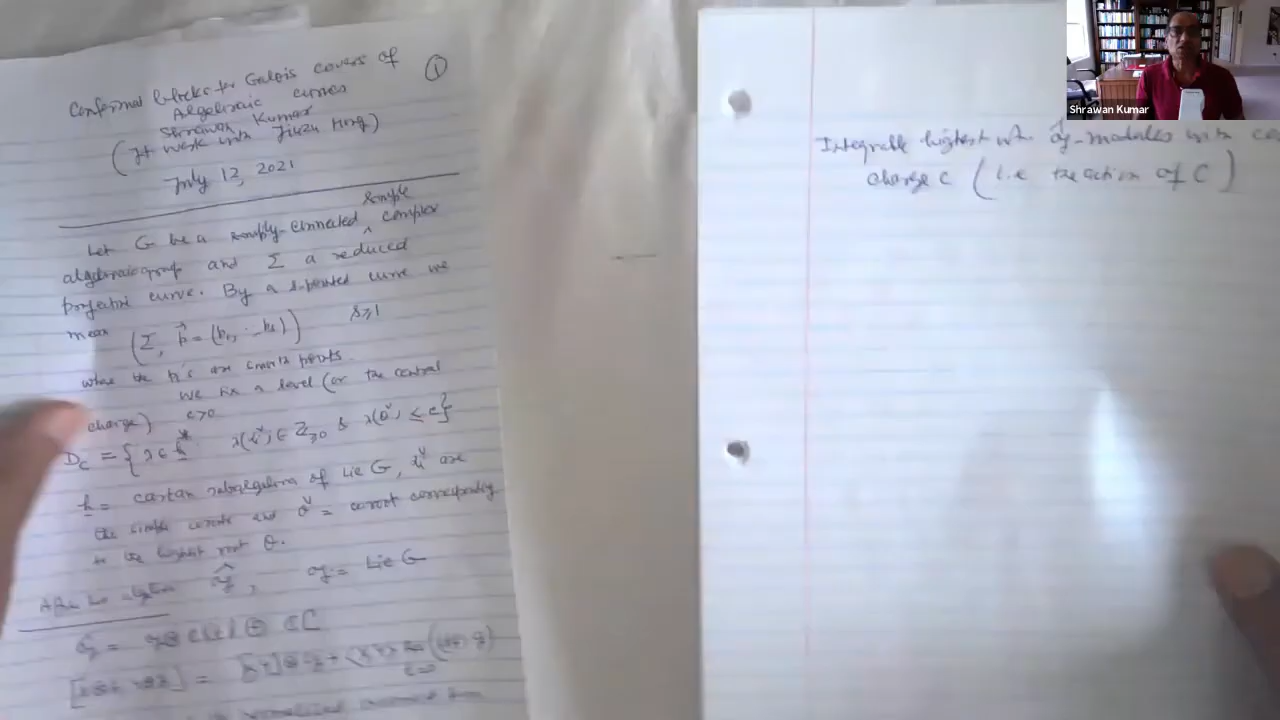 Conformal blocks for Galois covers of ①
Algebraic curves
Shrawan Kumar
(Jt work with Jiuzu Hong)
July 12, 2021
simple
Let G be a simply-connected ^ complex
algebraic group and Σ a reduced
projective curve. By a s-pointed curve we
mean (Σ, p⃗ = (p₁, ... pₛ)) s ≥ 1
where the pᵢ's are smooth points.
We fix a level (or the central
charge) c>0
D_c = { λ ∈ h* λ(αᵢ^∨) ∈ Z≥0 & λ(θ^∨) ≤ c }
h = Cartan subalgebra of Lie G, αᵢ^∨ are
the simple coroots and θ^∨ = coroot corresponding
to the highest root θ.
𝔤 = Lie G
Integrable highest wt. 𝔤̂-modules with
charge c (i.e. the action of C)
Shrawan Kumar